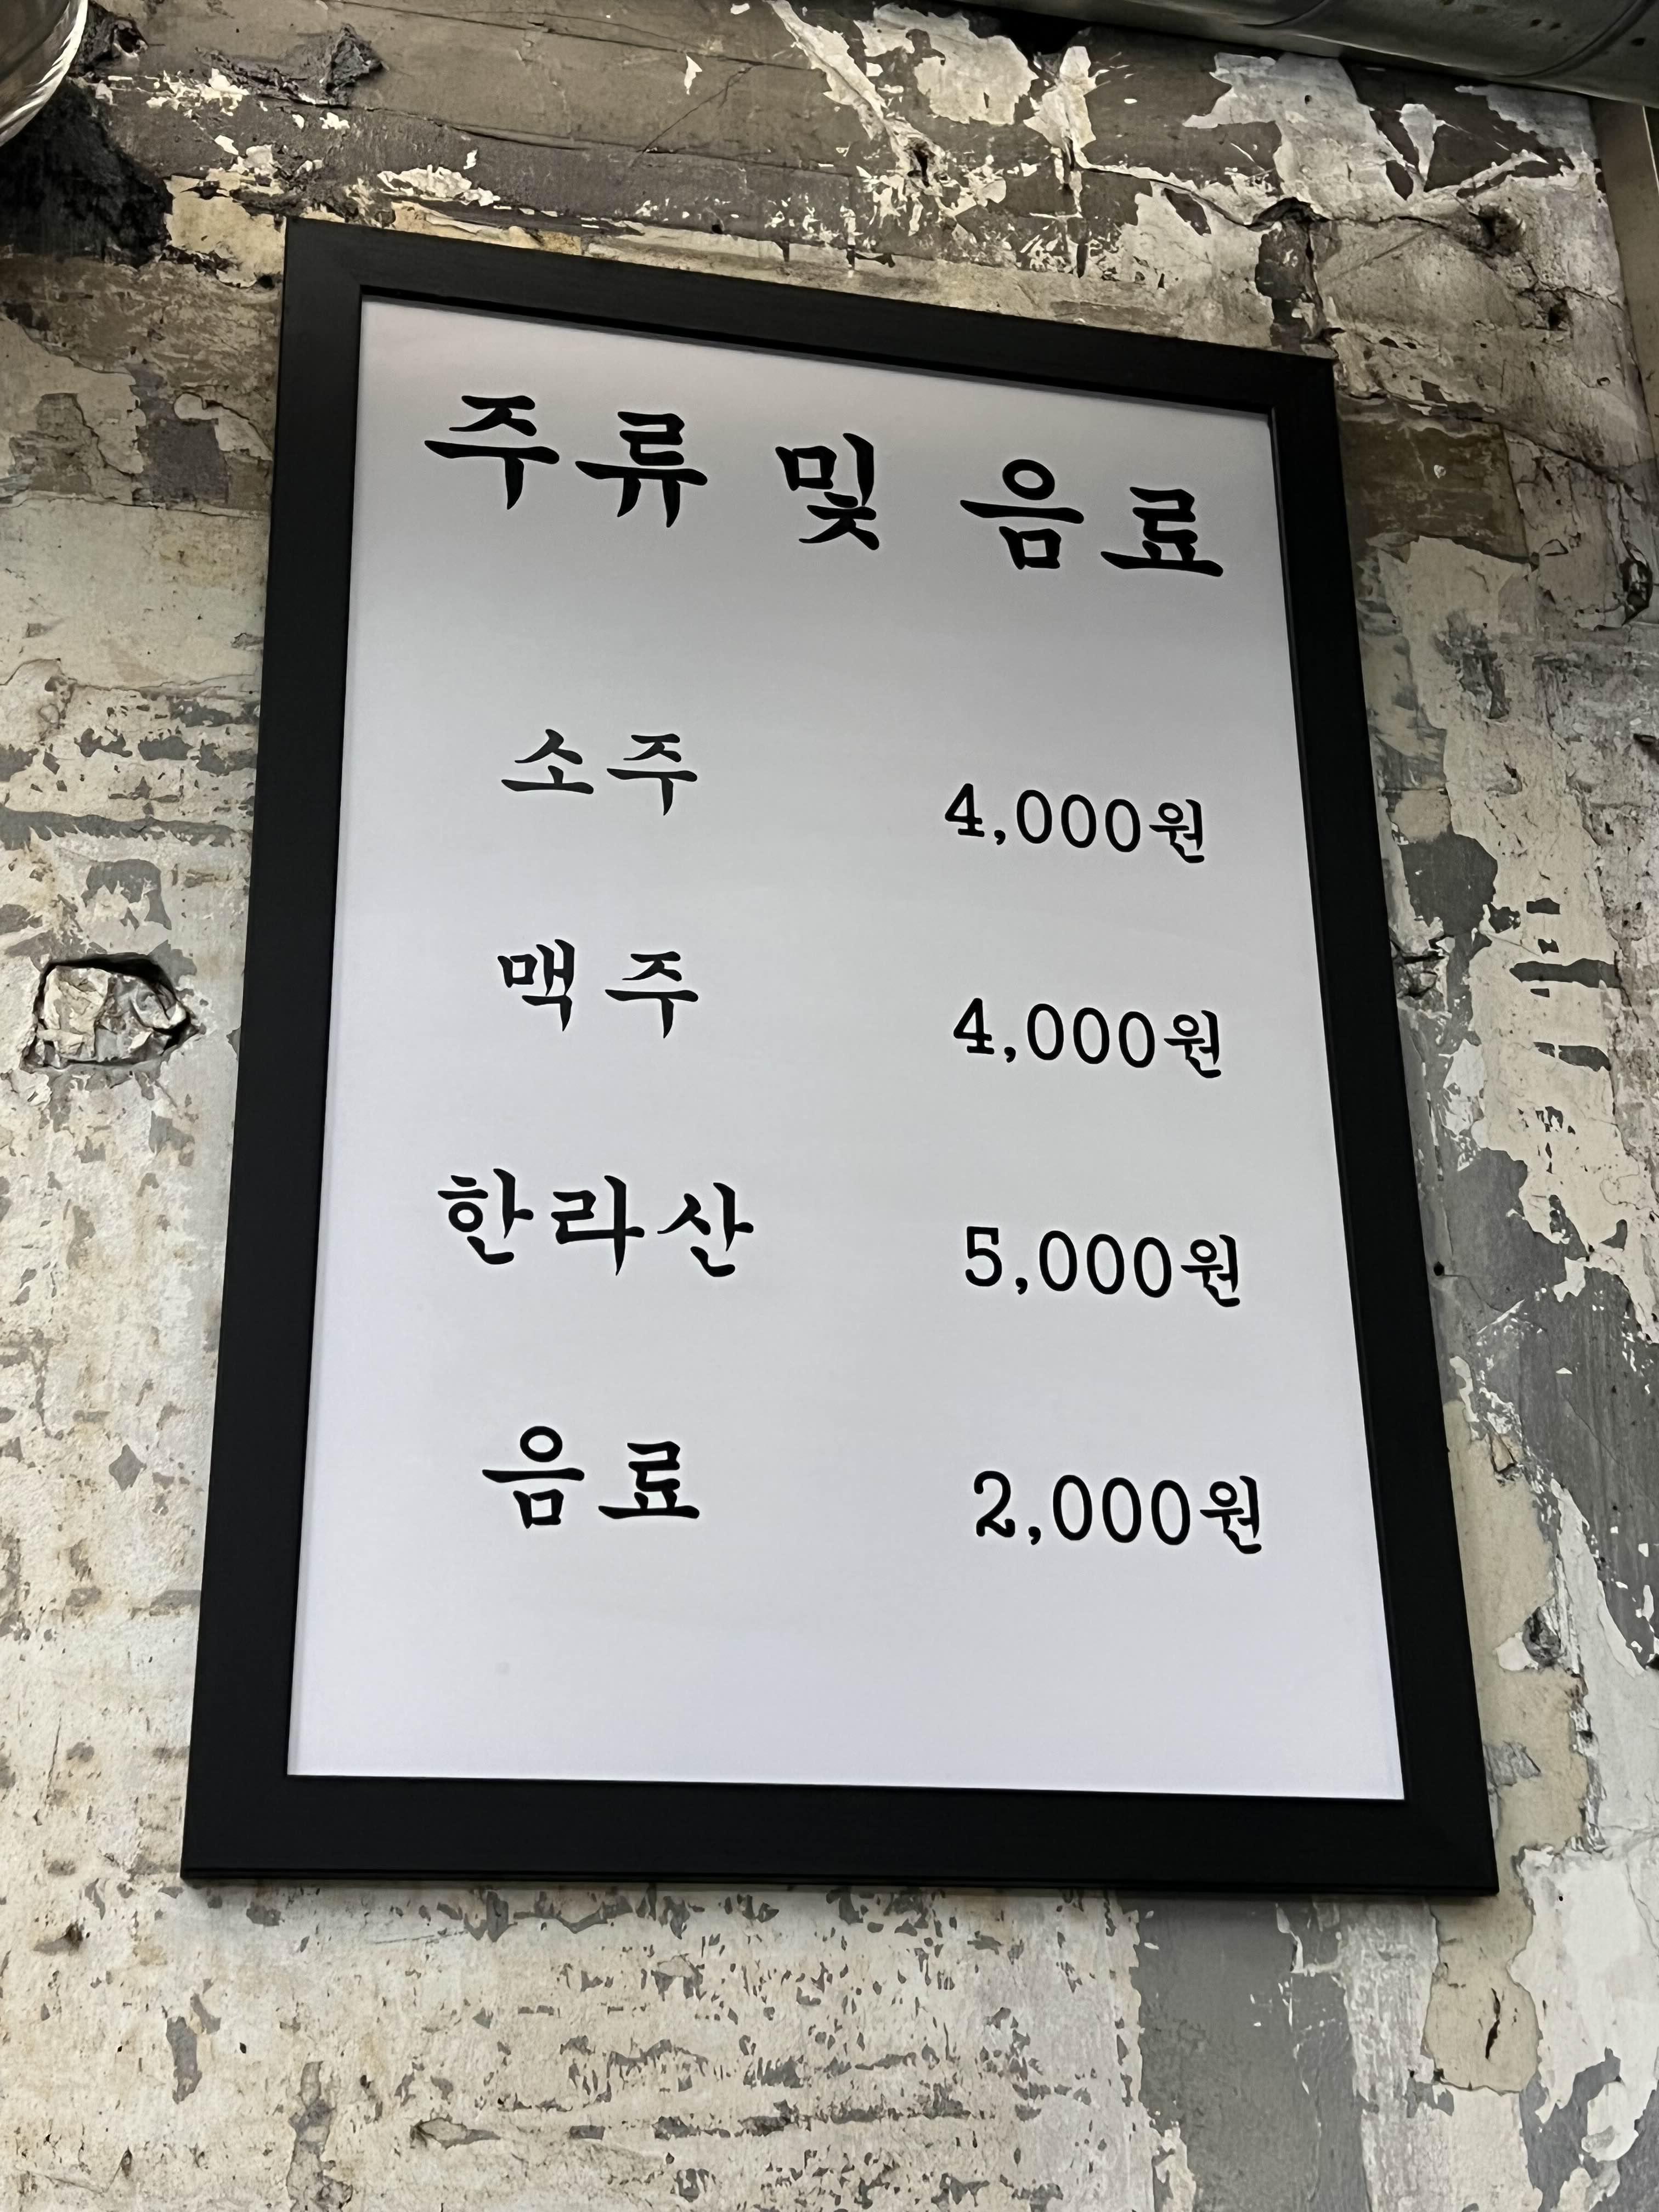 주류 및 음료
소주 4,000원
맥주 4,000원
한라산 5,000원
음료 2,000원